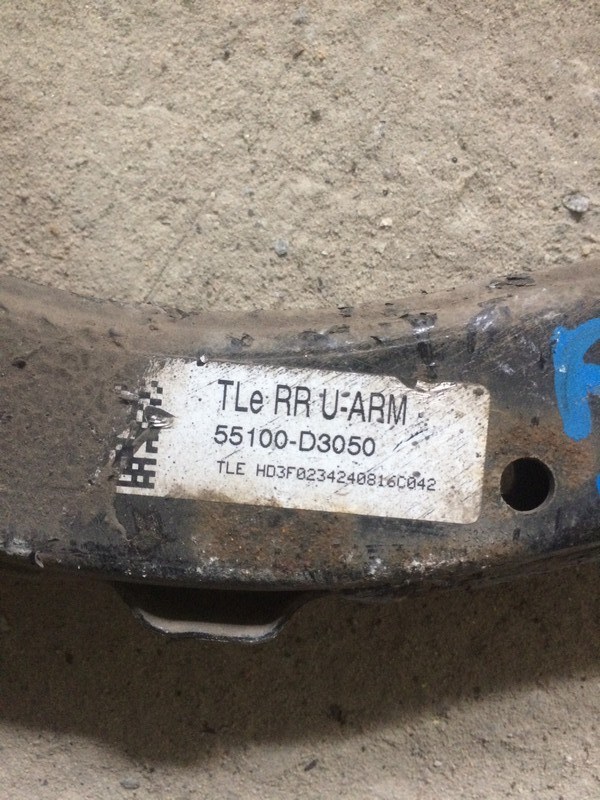 TLe RR U-ARM
55100-D3050
TLE HD3F0234240816C042